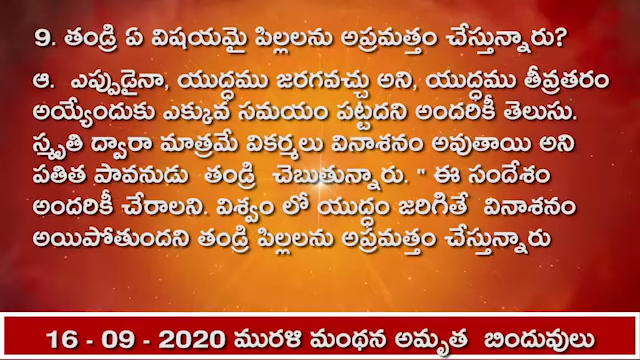 9. తండ్రి ఏ విషయమై పిల్లలను అప్రమత్తం చేస్తున్నారు?
ఆ. ఎప్పుడైనా, యుద్ధము జరగవచ్చు అని, యుద్ధము తీవ్రతరం
అయ్యేందుకు ఎక్కువ సమయం పట్టదని అందరికీ తెలుసు.
స్మృతి ద్వారా మాత్రమే వికర్మలు వినాశనం అవుతాయి అని
పతిత పావనుడు తండ్రి చెబుతున్నారు. " ఈ సందేశం
అందరికీ చేరాలని. విశ్వం లో యుద్ధం జరిగితే వినాశనం
అయిపోతుందని తండ్రి పిల్లలను అప్రమత్తం చేస్తున్నారు
16 - 09 - 2020 మురళి మంథన అమృత బిందువులు